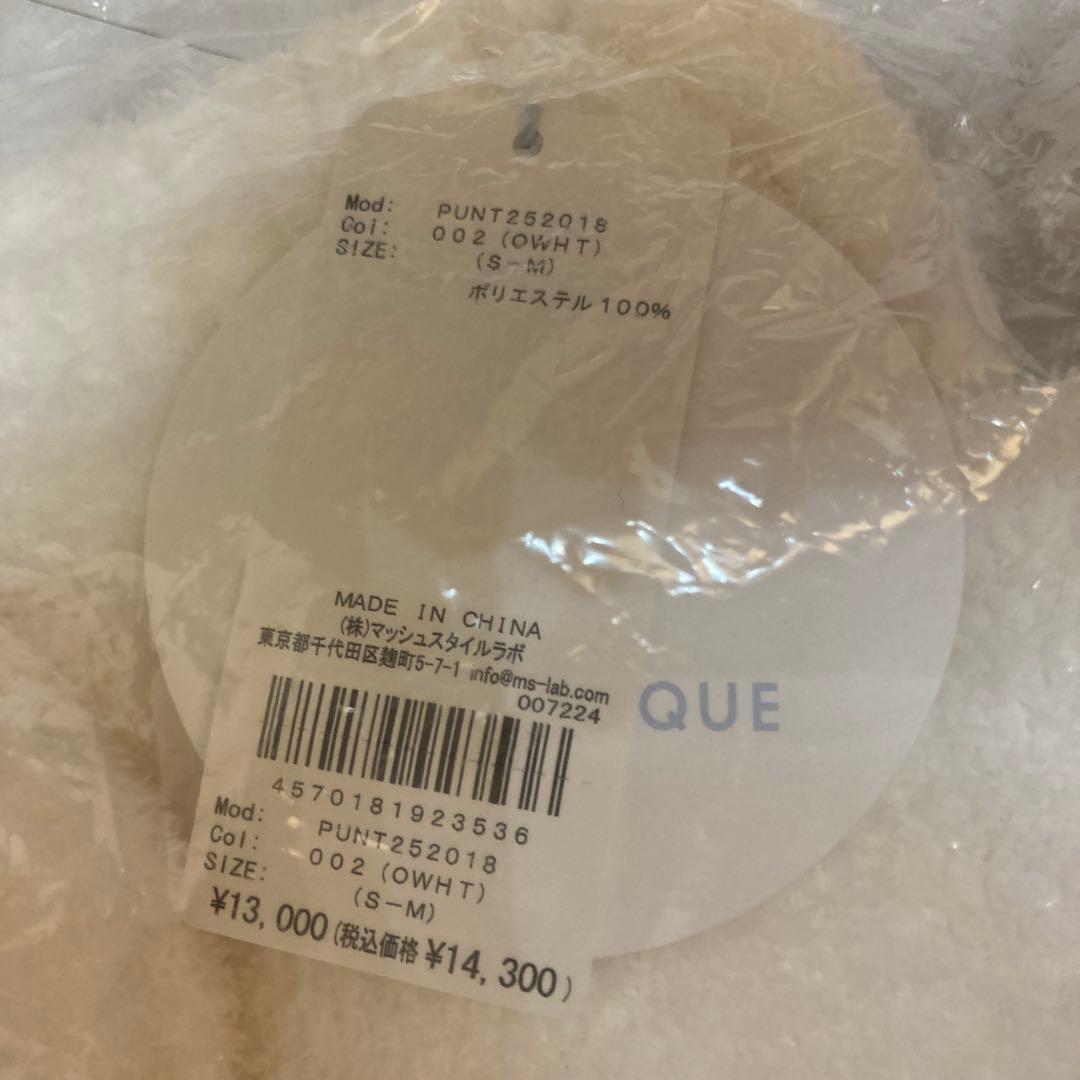 Mod: PUNT252018
Col: 002(OWHT)
SIZE: (S-M)
ポリエステル100%
MADE IN CHINA
(株)マッシュスタイルラボ
東京都千代田区麹町5-7-1 info@ms-lab.com
007224
QUE
4570181923536
Mod: PUNT252018
Col: 002(OWHT)
SIZE: (S-M)
¥13,000(税込価格 ¥14,300)